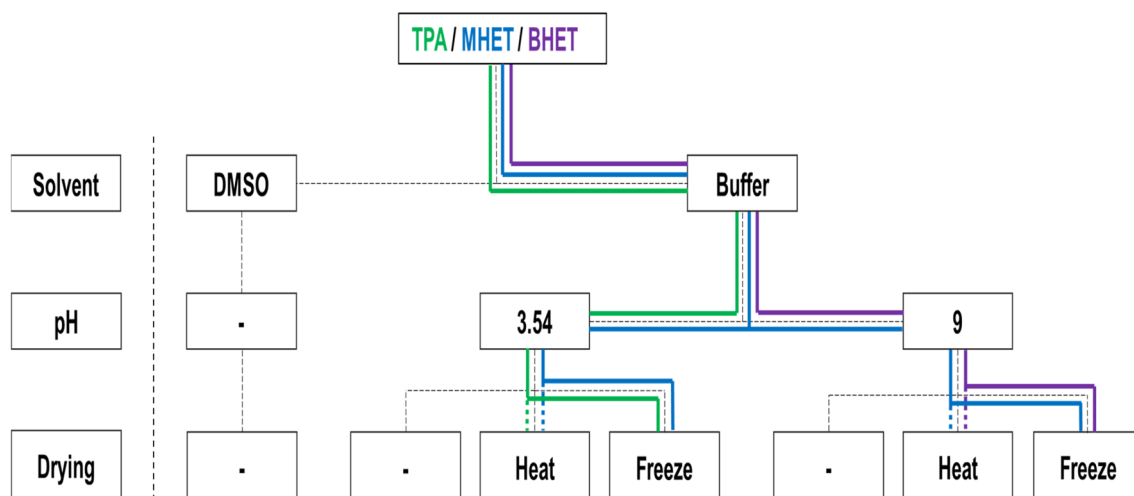 TPA / MHET / BHET
Solvent DMSO Buffer
pH - 3.54 9
Drying - - Heat Freeze - Heat Freeze